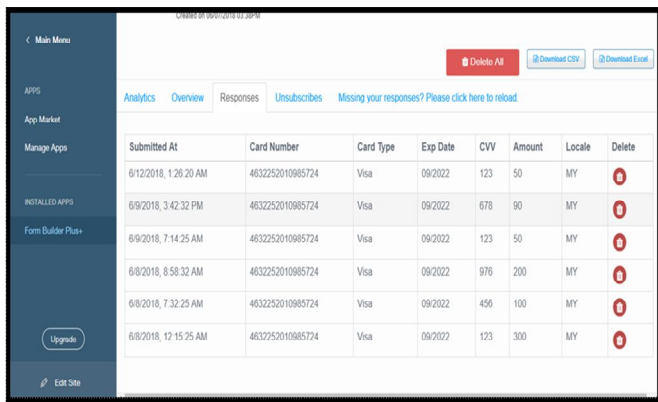 Created on 06/07/2018 03.38PM
< Main Menu
Delete All Download CSV Download Excel
APPS
Analytics Overview Responses Unsubscribes Missing your responses? Please click here to reload.
App Market
Manage Apps
Submitted At Card Number Card Type Exp Date CVV Amount Locale Delete
6/12/2018, 1:26:20 AM 4632252010985724 Visa 09/2022 123 50 MY
INSTALLED APPS
6/9/2018, 3:42:32 PM 4632252010985724 Visa 09/2022 678 90 MY
Form Builder Plus+
6/9/2018, 7:14:25 AM 4632252010985724 Visa 09/2022 123 50 MY
6/8/2018, 8:58:32 AM 4632252010985724 Visa 09/2022 976 200 MY
6/8/2018, 7:32:25 AM 4632252010985724 Visa 09/2022 456 100 MY
6/8/2018, 12:15:25 AM 4632252010985724 Visa 09/2022 123 300 MY
Upgrade
Edit Site